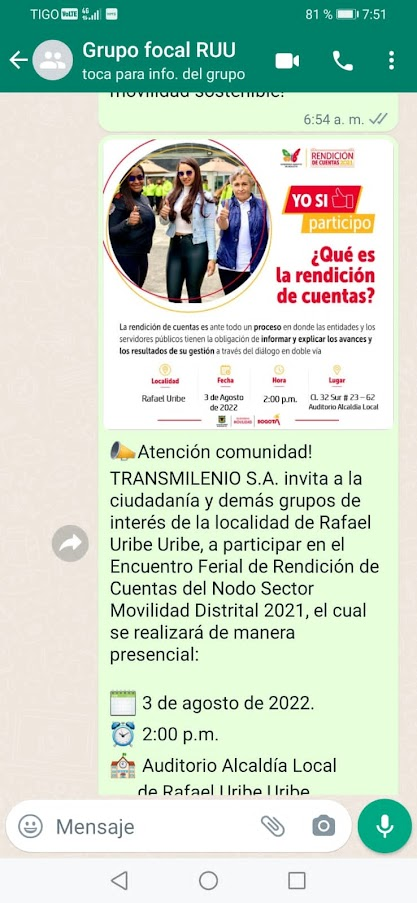 TIGO VoLTE 4G 81 % 7:51
Grupo focal RUU
toca para info. del grupo
movilidad sostenible!
6:54 a. m.
RENDICIÓN
DE CUENTAS 2021
YO SI
participo
¿Qué es
la rendición
de cuentas?
La rendición de cuentas es ante todo un proceso en donde las entidades y los
servidores públicos tienen la obligación de informar y explicar los avances y
los resultados de su gestión a través del diálogo en doble vía
Localidad Fecha Hora Lugar
Rafael Uribe 3 de Agosto de 2022 2:00 p.m. Cl. 32 Sur # 23 – 62 Auditorio Alcaldía Local
BOGOTÁ
Atención comunidad!
TRANSMILENIO S.A. invita a la
ciudadanía y demás grupos de
interés de la localidad de Rafael
Uribe Uribe, a participar en el
Encuentro Ferial de Rendición de
Cuentas del Nodo Sector
Movilidad Distrital 2021, el cual
se realizará de manera
presencial:
3 de agosto de 2022.
2:00 p.m.
Auditorio Alcaldía Local
de Rafael Uribe Uribe
Mensaje